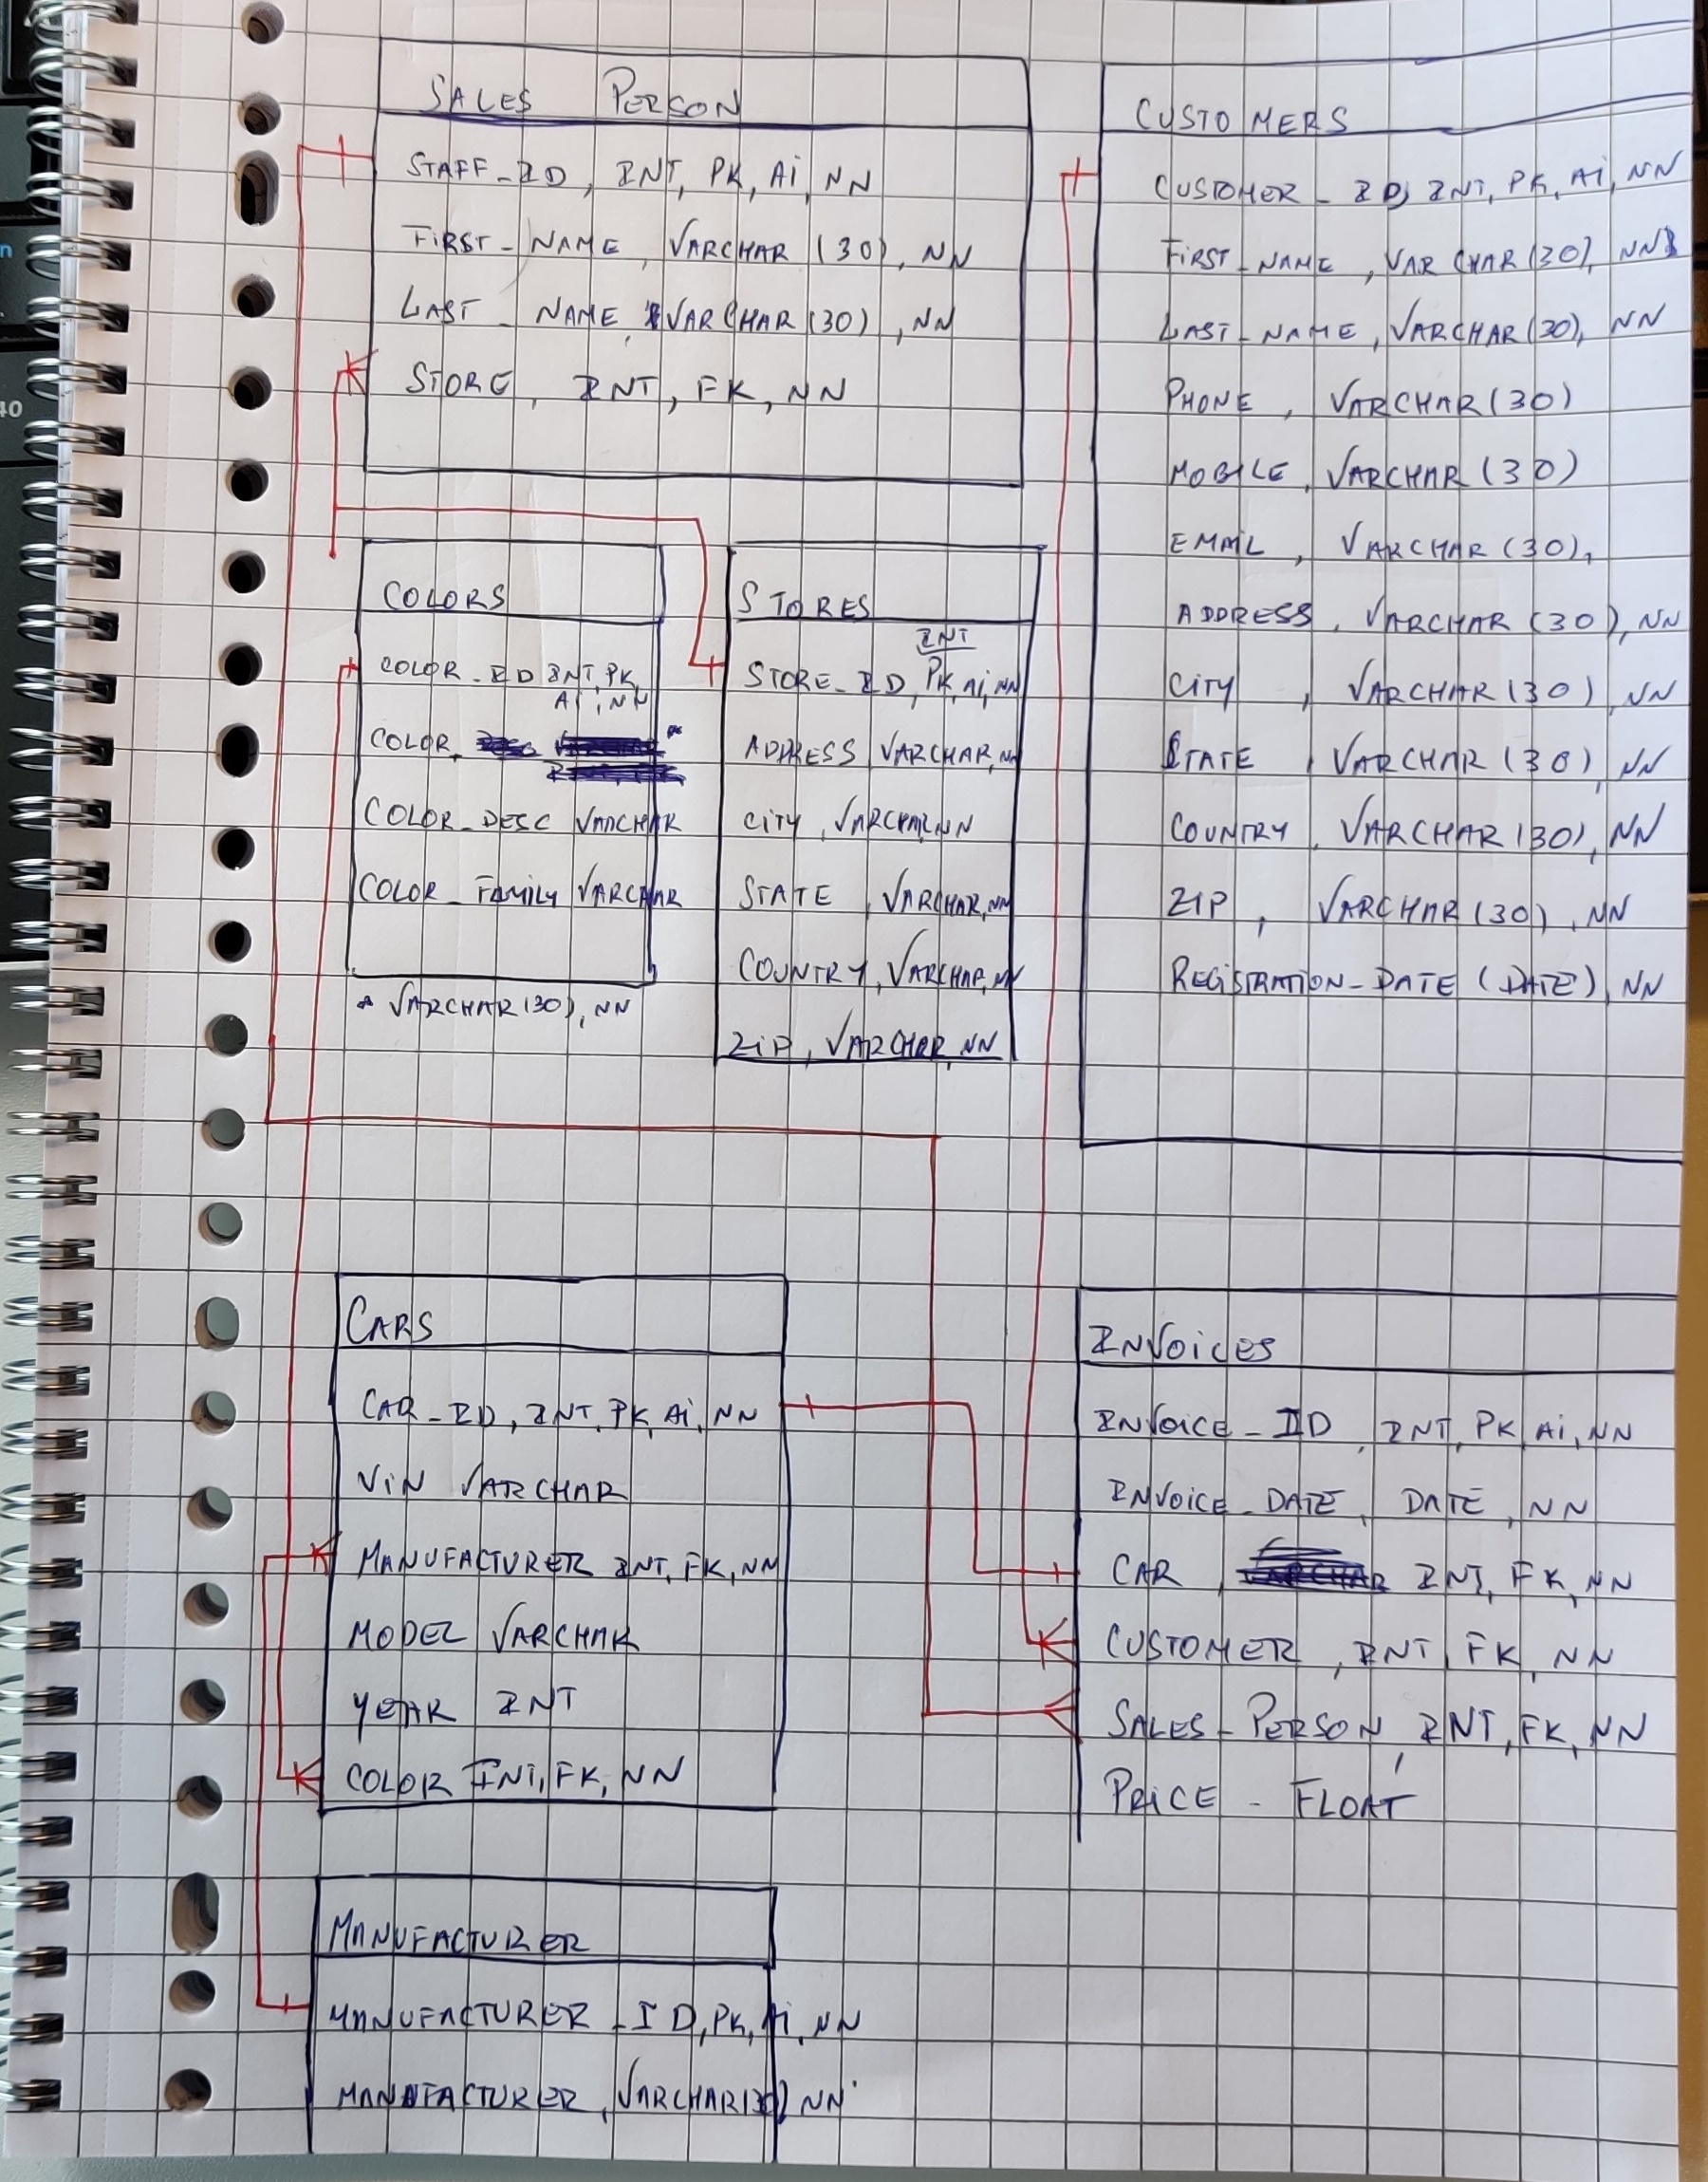 SALES PERSON
STAFF_ID, INT, PK, Ai, NN
FIRST_NAME, VARCHAR (30), NN
LAST_NAME, VARCHAR (30), NN
STORE, INT, FK, NN
CUSTOMERS
CUSTOMER_ID, INT, PK, Ai, NN
FIRST_NAME, VARCHAR (30), NN
LAST_NAME, VARCHAR (30), NN
PHONE, VARCHAR (30)
MOBILE, VARCHAR (30)
EMAIL, VARCHAR (30),
ADDRESS, VARCHAR (30), NN
CITY, VARCHAR (30), NN
STATE, VARCHAR (30), NN
COUNTRY, VARCHAR (30), NN
ZIP, VARCHAR (30), NN
REGISTRATION_DATE (DATE), NN
COLORS
COLOR_ID INT, PK,
Ai, NN
COLOR *
COLOR_DESC VARCHAR
COLOR_FAMILY VARCHAR
* VARCHAR (30), NN
STORES
INT
STORE_ID, PK, Ai, NN
ADDRESS VARCHAR, NN
CITY, VARCHAR, NN
STATE, VARCHAR, NN
COUNTRY, VARCHAR, NN
ZIP, VARCHAR, NN
CARS
CAR_ID, INT, PK, Ai, NN
VIN VARCHAR
MANUFACTURER INT, FK, NN
MODEL VARCHAR
YEAR INT
COLOR INT, FK, NN
INVOICES
INVOICE_ID, INT, PK, Ai, NN
INVOICE_DATE, DATE, NN
CAR, INT, FK, NN
CUSTOMER, INT, FK, NN
SALES_PERSON, INT, FK, NN
PRICE - FLOAT
MANUFACTURER
MANUFACTURER_ID, PK, Ai, NN
MANUFACTURER, VARCHAR(30) NN